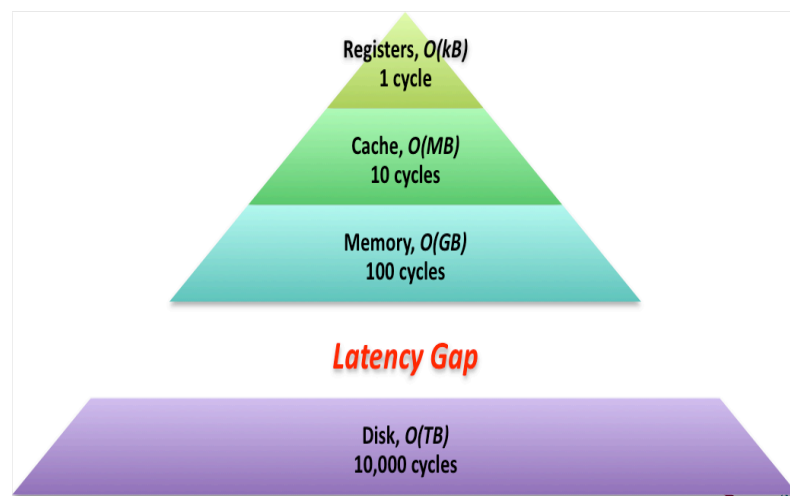 Registers, O(kB)
1 cycle
Cache, O(MB)
10 cycles
Memory, O(GB)
100 cycles
Latency Gap
Disk, O(TB)
10,000 cycles